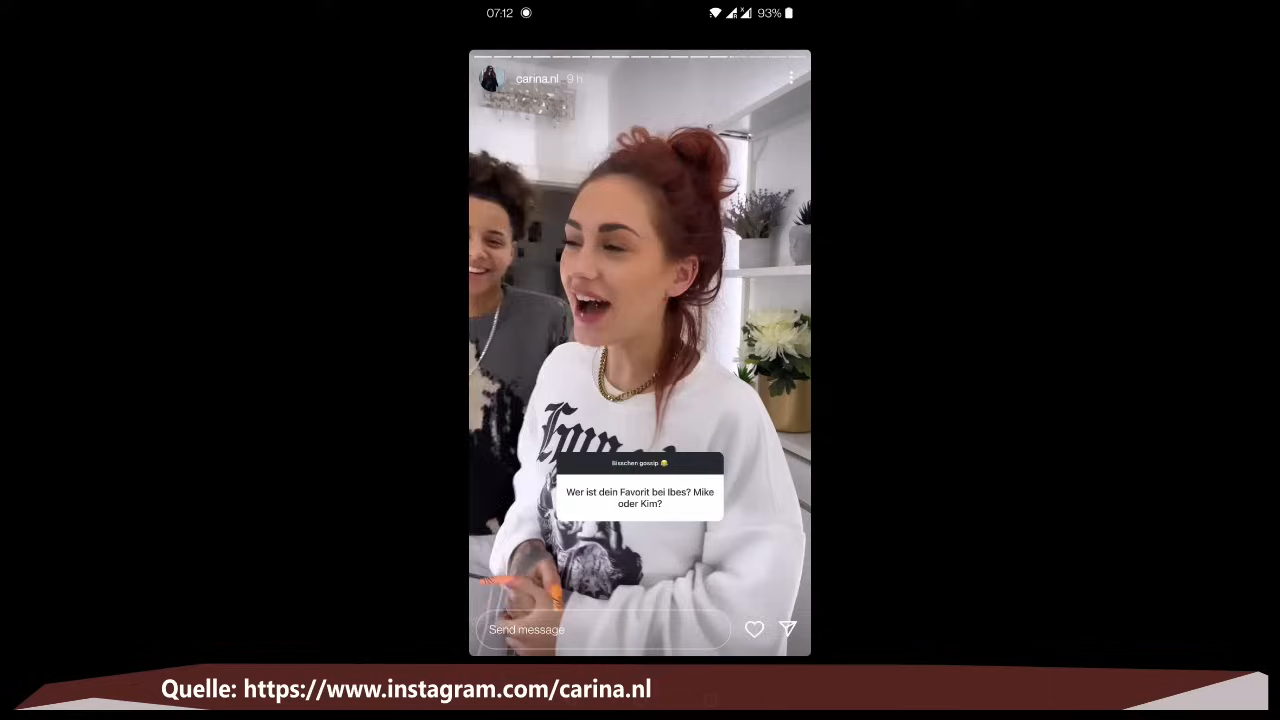 07:12
93%
carina.nl 9 h
Bisschen gossip 😂
Wer ist dein Favorit bei Ibes? Mike
oder Kim?
Send message
Quelle: https://www.instagram.com/carina.nl